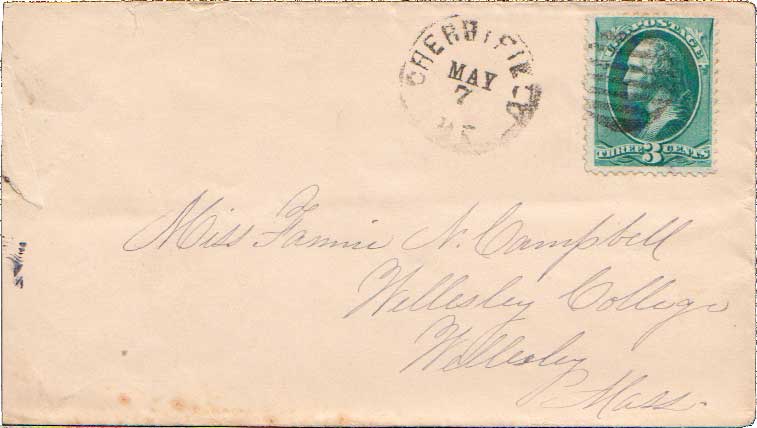 CHERRYFIELD
MAY
7
ME
U.S. POSTAGE
THREE 3 CENTS
Miss Fannie N. Campbell
Wellesley College
Wellesley
Mass.